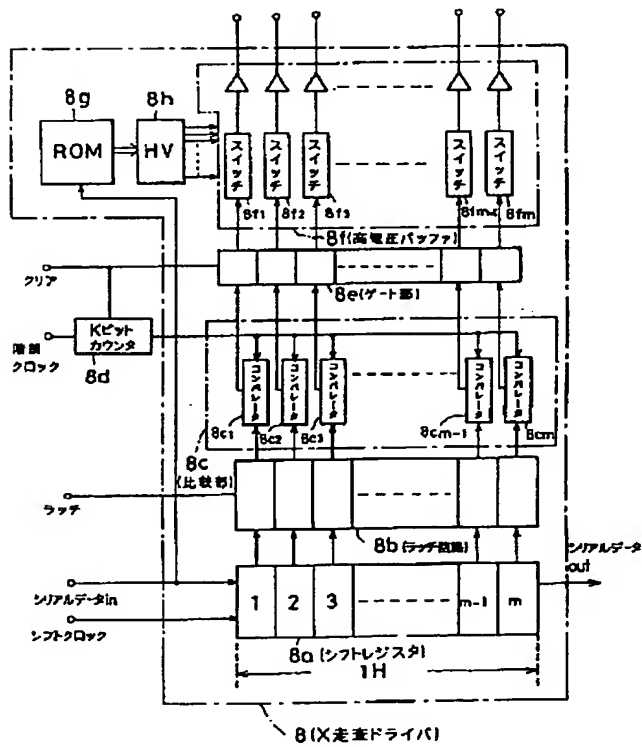 8g
8h
ROM
HV
スイッチ
スイッチ
スイッチ
スイッチ
スイッチ
8f1
8f2
8f3
8fm-1
8fm
8f(高電圧バッファ)
クリア
8e(ゲート部)
Kビット
カウンタ
階調
クロック
8d
コンパレータ
コンパレータ
コンパレータ
コンパレータ
コンパレータ
8c1
8c2
8c3
8cm-1
8cm
8c
(比較部)
ラッチ
8b(ラッチ回路)
シリアルデータ
out
シリアルデータin
シフトクロック
1
2
3
m-1
m
8a(シフトレジスタ)
1H
8(X走査ドライバ)